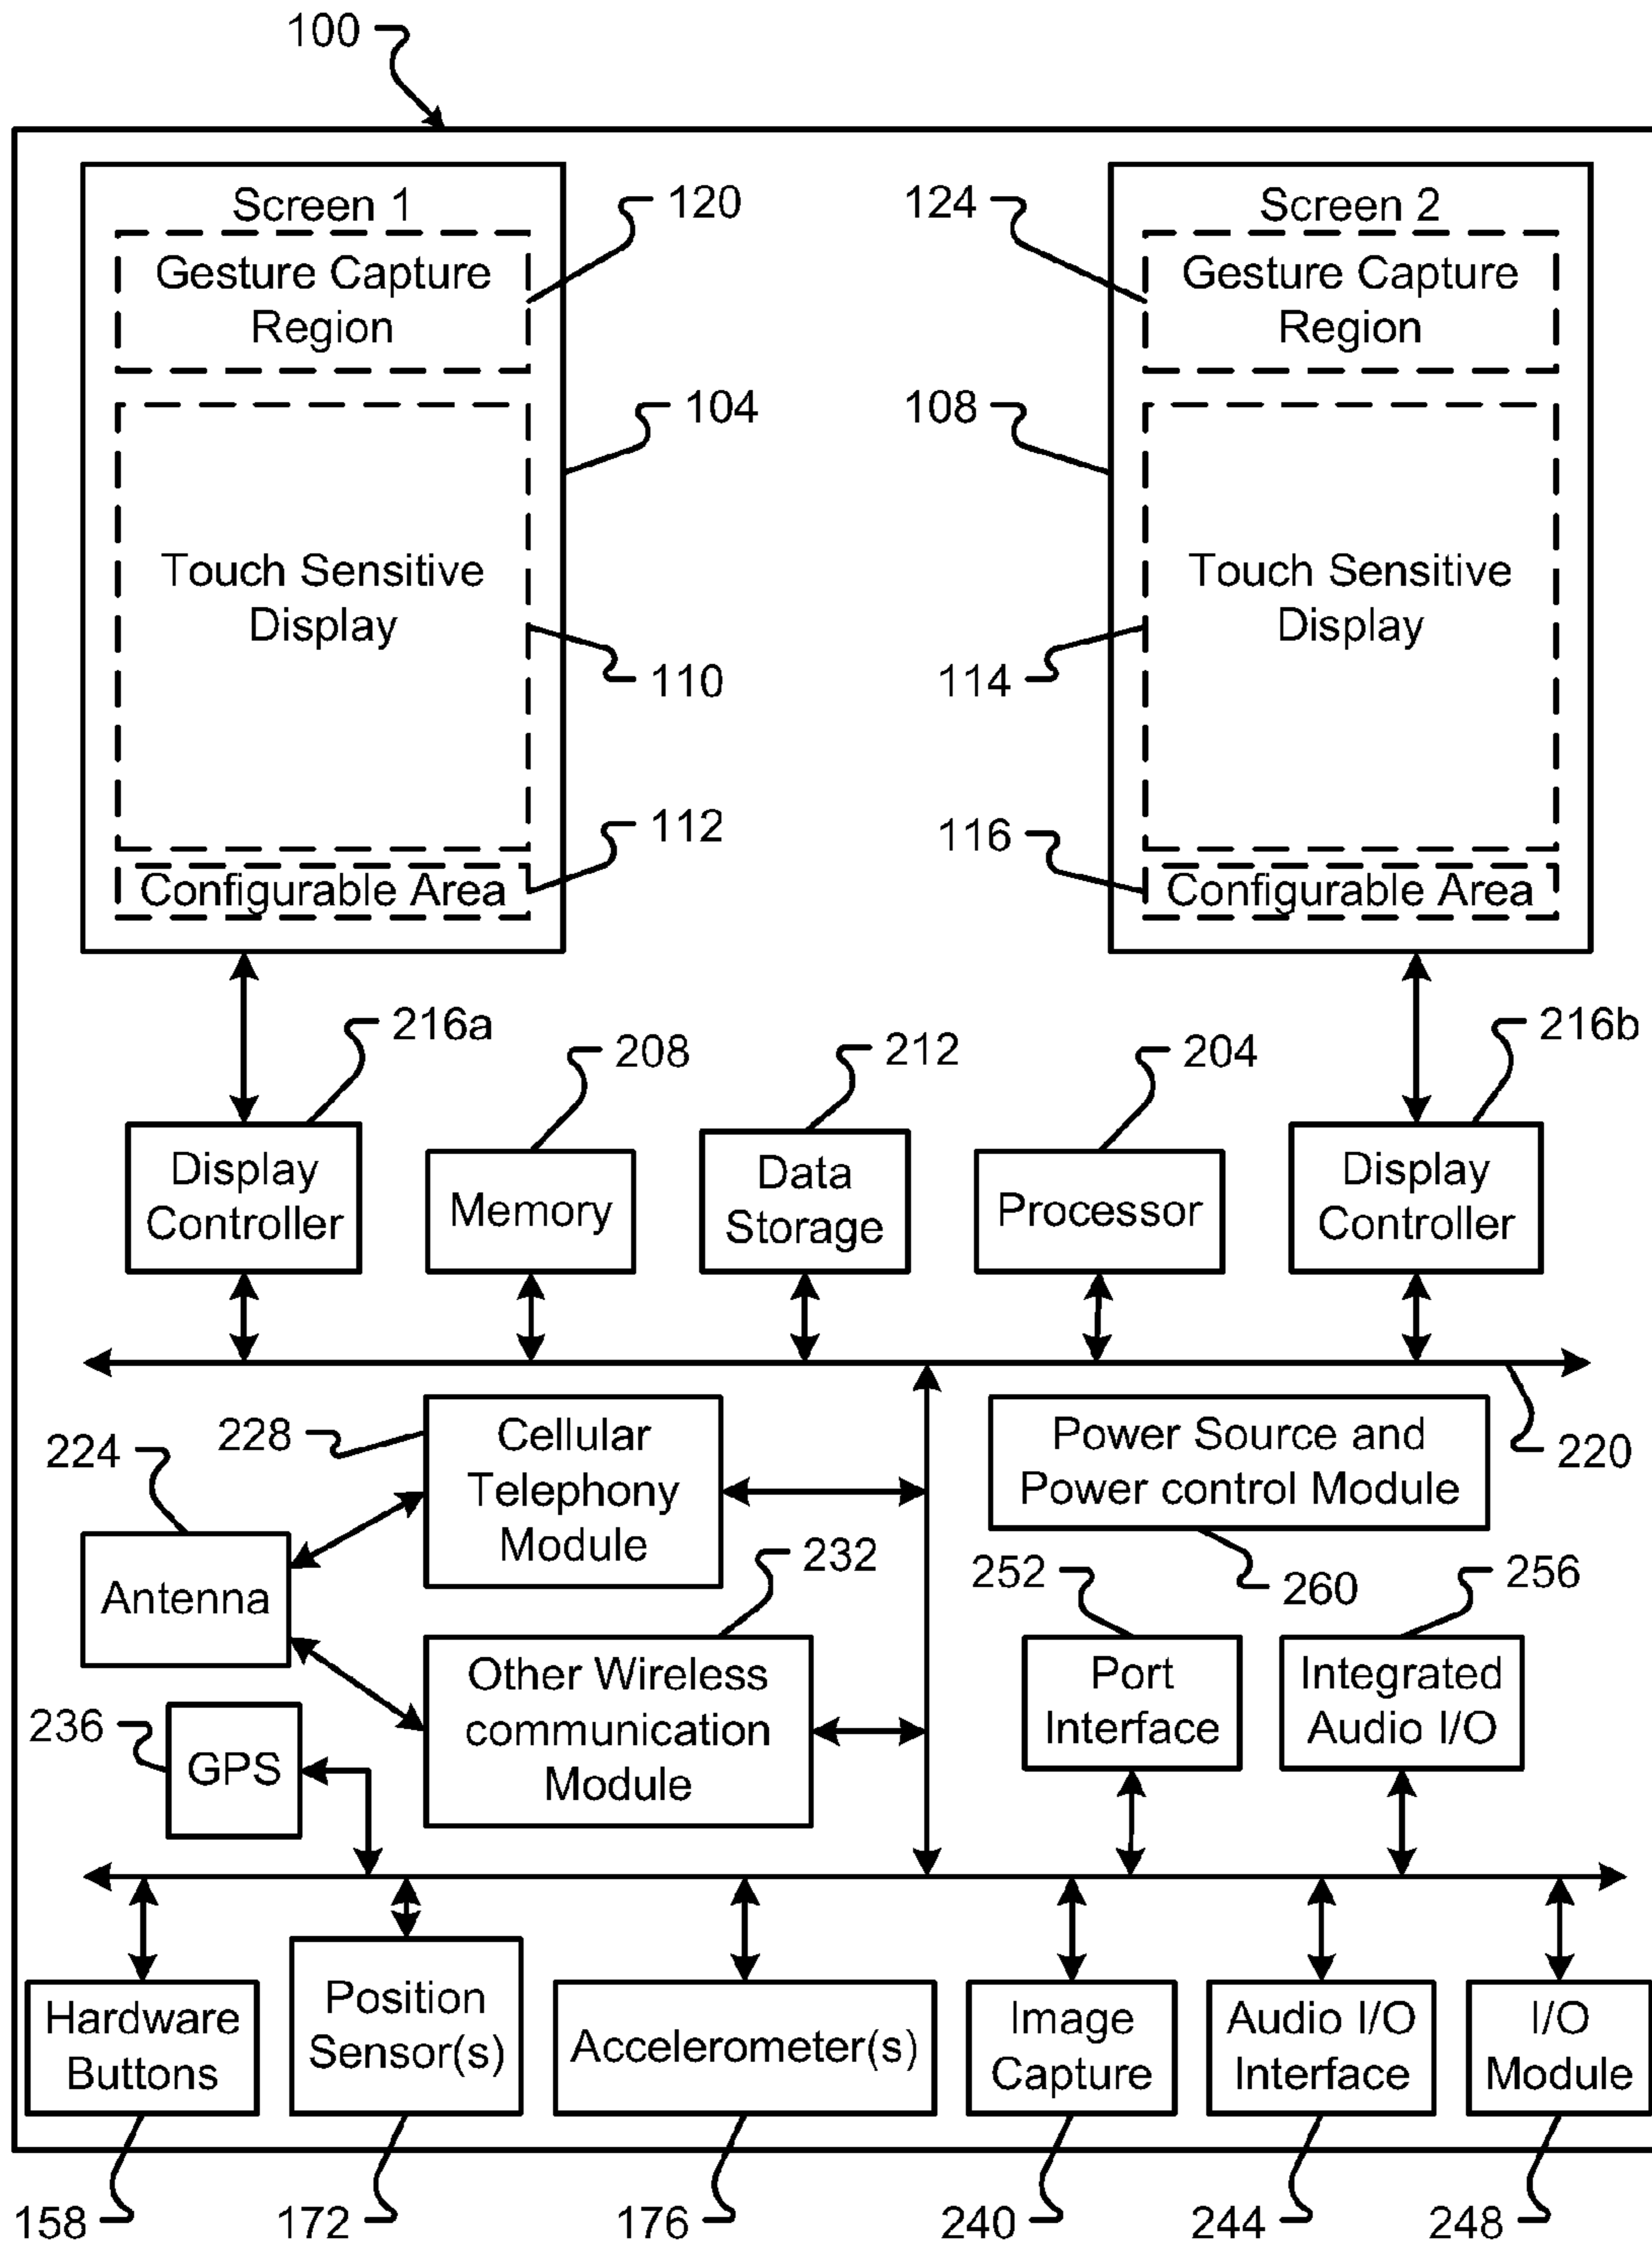 100
Screen 1
120
124
Screen 2
Gesture Capture
Region
Gesture Capture
Region
104
108
Touch Sensitive
Display
Touch Sensitive
Display
110
114
112
116
Configurable Area
Configurable Area
216a
208
212
204
216b
Display
Controller
Memory
Data
Storage
Processor
Display
Controller
228
Cellular
Telephony
Module
Power Source and
Power control Module
220
224
232
252
260
256
Antenna
Other Wireless
communication
Module
Port
Interface
Integrated
Audio I/O
236
GPS
Hardware
Buttons
Position
Sensor(s)
Accelerometer(s)
Image
Capture
Audio I/O
Interface
I/O
Module
158
172
176
240
244
248